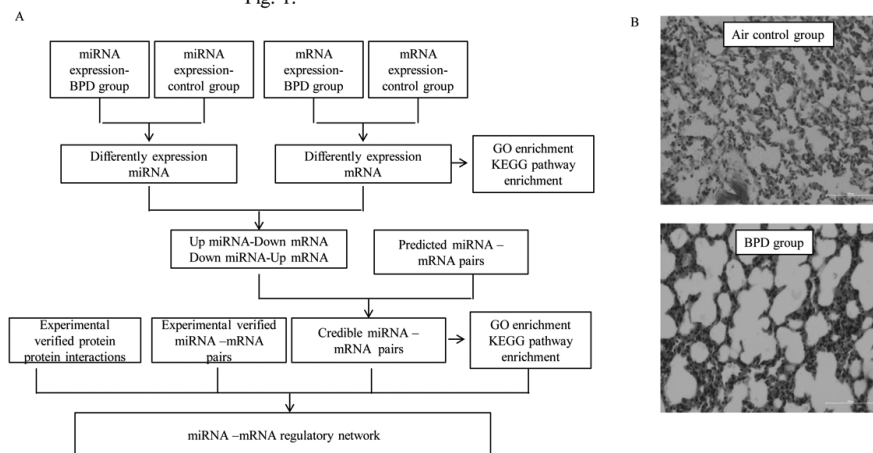 Fig. 1.
A
miRNA
expression-
BPD group
miRNA
expression-
control group
mRNA
expression-
BPD group
mRNA
expression-
control group
Differently expression
miRNA
Differently expression
mRNA
GO enrichment
KEGG pathway
enrichment
Up miRNA-Down mRNA
Down miRNA-Up mRNA
Predicted miRNA –
mRNA pairs
Experimental
verified protein
protein interactions
Experimental verified
miRNA –mRNA
pairs
Credible miRNA –
mRNA pairs
GO enrichment
KEGG pathway
enrichment
miRNA –mRNA regulatory network
B
Air control group
BPD group